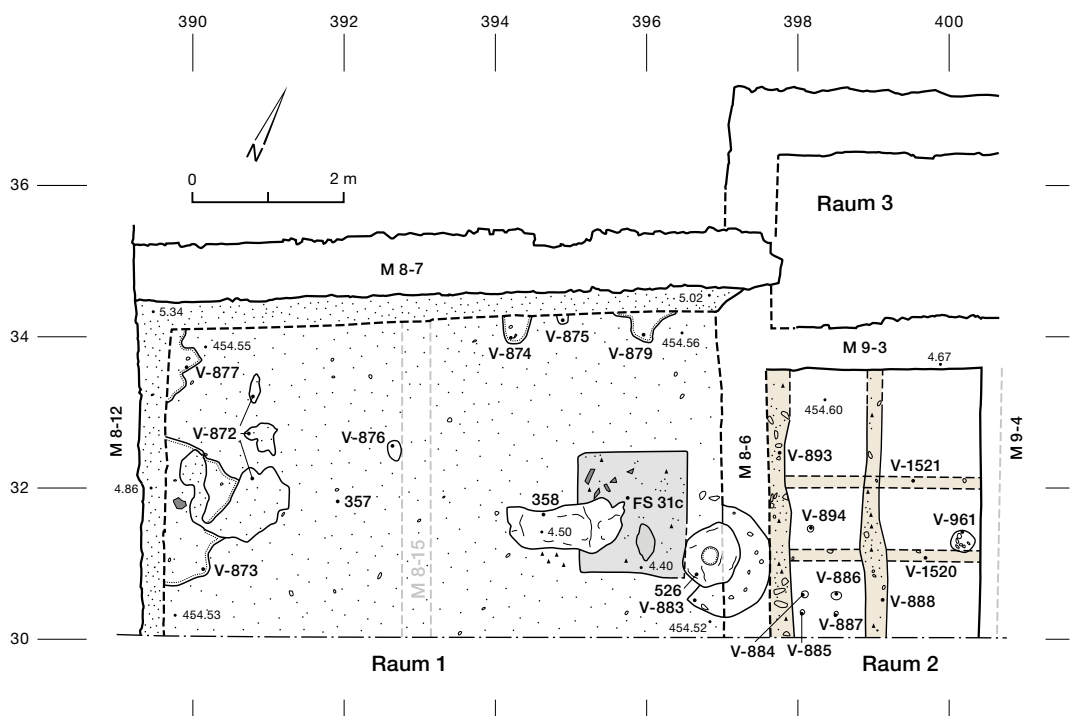 390 392 394 396 398 400
N
0 2 m
36
Raum 3
M 8-7
5.34
5.02
34
454.55
V-874
V-875
V-879
454.56
M 9-3
4.67
V-877
454.60
M 8-12
V-872
V-876
M 8-6
V-893
M 9-4
V-1521
32
4.86
357
358
FS 31c
4.50
V-894
V-961
M 8-15
4.40
V-873
526
V-883
V-886
V-1520
V-888
454.53
454.52
V-887
30
V-884
V-885
Raum 1
Raum 2